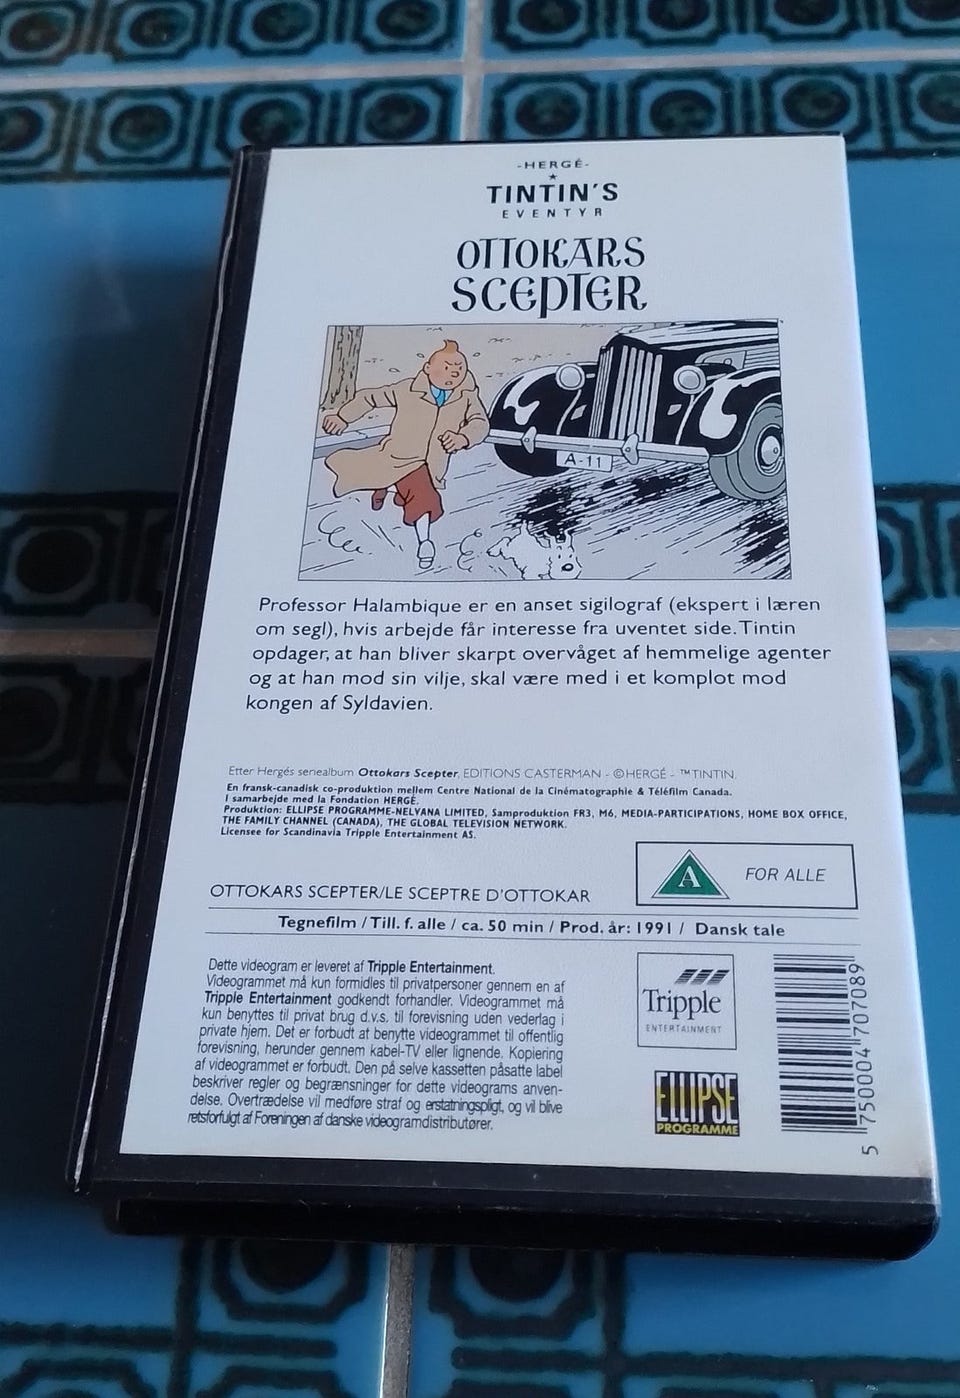 -HERGÉ-
TINTIN'S
EVENTYR
OTTOKARS
SCEPTER
A-11
Professor Halambique er en anset sigilograf (ekspert i læren
om segl), hvis arbejde får interesse fra uventet side. Tintin
opdager, at han bliver skarpt overvåget af hemmelige agenter
og at han mod sin vilje, skal være med i et komplot mod
kongen af Syldavien.
Etter Hergés seriealbum Ottokars Scepter, EDITIONS CASTERMAN - ©HERGÉ - ™TINTIN.
En fransk-canadisk co-produktion mellem Centre National de la Cinématographie & Téléfilm Canada.
I samarbejde med la Fondation HERGÉ.
Produktion: ELLIPSE PROGRAMME-NELVANA LIMITED, Samproduktion FR3, M6, MEDIA-PARTICIPATIONS, HOME BOX OFFICE,
THE FAMILY CHANNEL (CANADA), THE GLOBAL TELEVISION NETWORK.
Licensee for Scandinavia Tripple Entertainment AS.
A FOR ALLE
OTTOKARS SCEPTER/LE SCEPTRE D'OTTOKAR
Tegnefilm / Till. f. alle / ca. 50 min / Prod. år: 1991 / Dansk tale
Dette videogram er leveret af Tripple Entertainment.
Videogrammet må kun formidles til privatpersoner gennem en af
Tripple Entertainment godkendt forhandler. Videogrammet må
kun benyttes til privat brug d.v.s. til forevisning uden vederlag i
private hjem. Det er forbudt at benytte videogrammet til offentlig
forevisning, herunder gennem kabel-TV eller lignende. Kopiering
af videogrammet er forbudt. Den på selve kassetten påsatte label
beskriver regler og begrænsninger for dette videograms anven-
delse. Overtrædelse vil medføre straf og erstatningspligt, og vil blive
retsforfulgt af Foreningen af danske videogramdistributører.
Tripple
ENTERTAINMENT
ELLIPSE
PROGRAMME
5 750004 707089